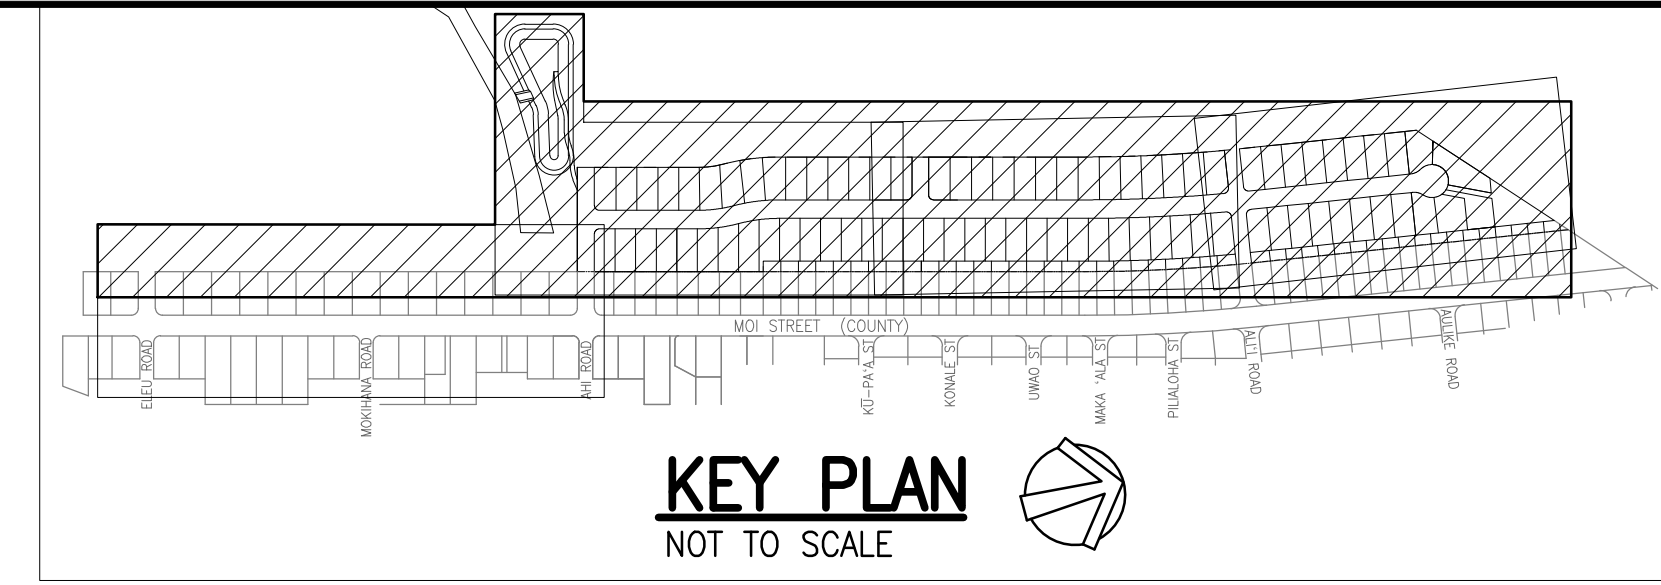 MOI STREET (COUNTY)
ELEU ROAD
MOKIHANA ROAD
AHI ROAD
KŪ-PA'A ST
KONALE ST
UWAO ST
MAKA 'ALA ST
PILIALOHA ST
ALI'I ROAD
AULIKE ROAD
KEY PLAN
NOT TO SCALE